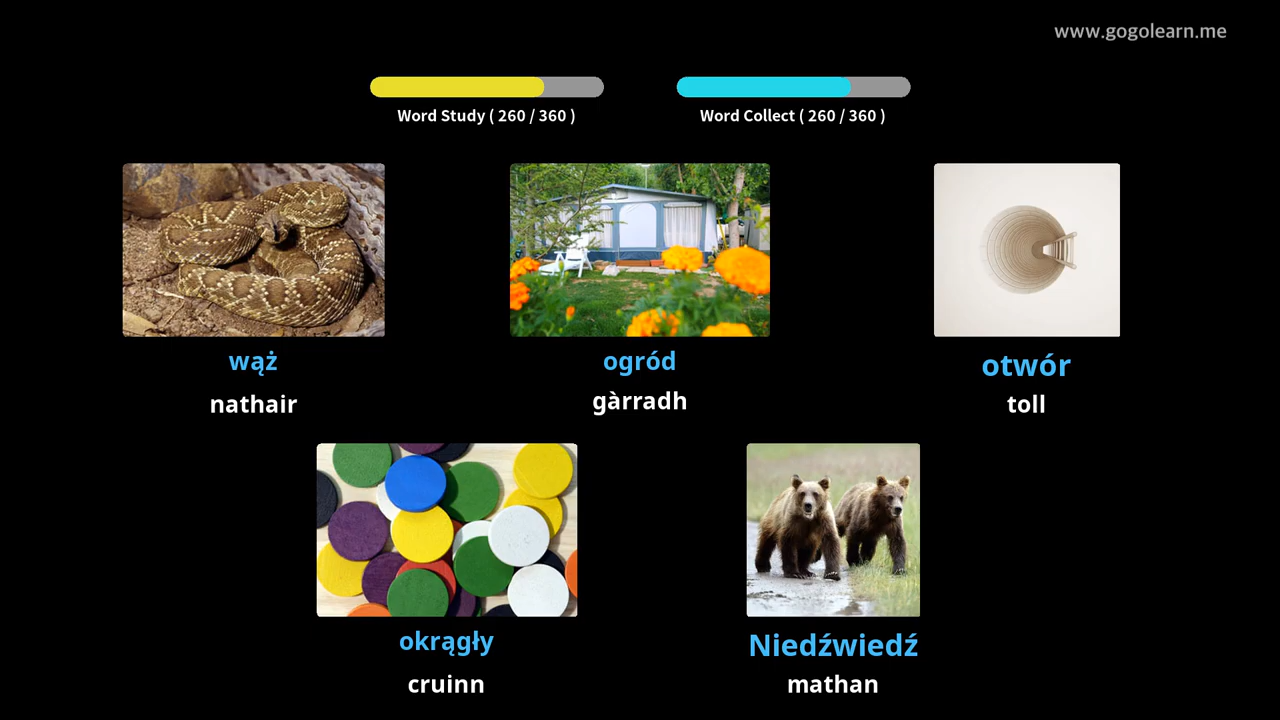 www.gogolearn.me
Word Study ( 260 / 360 )
Word Collect ( 260 / 360 )
wąż
nathair
ogród
gàrradh
otwór
toll
okrągły
cruinn
Niedźwiedź
mathan